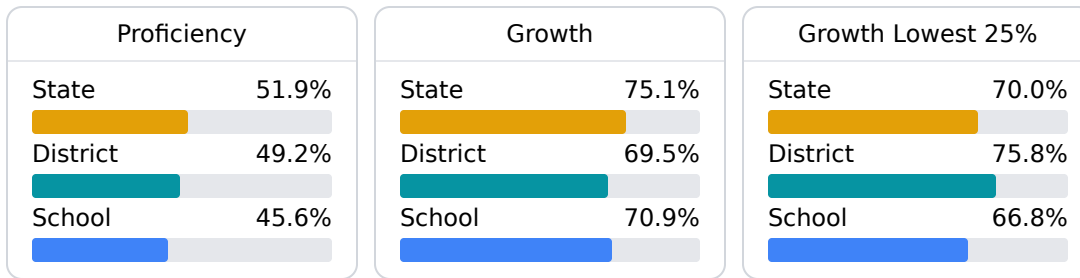 Proficiency
State 51.9%
District 49.2%
School 45.6%
Growth
State 75.1%
District 69.5%
School 70.9%
Growth Lowest 25%
State 70.0%
District 75.8%
School 66.8%